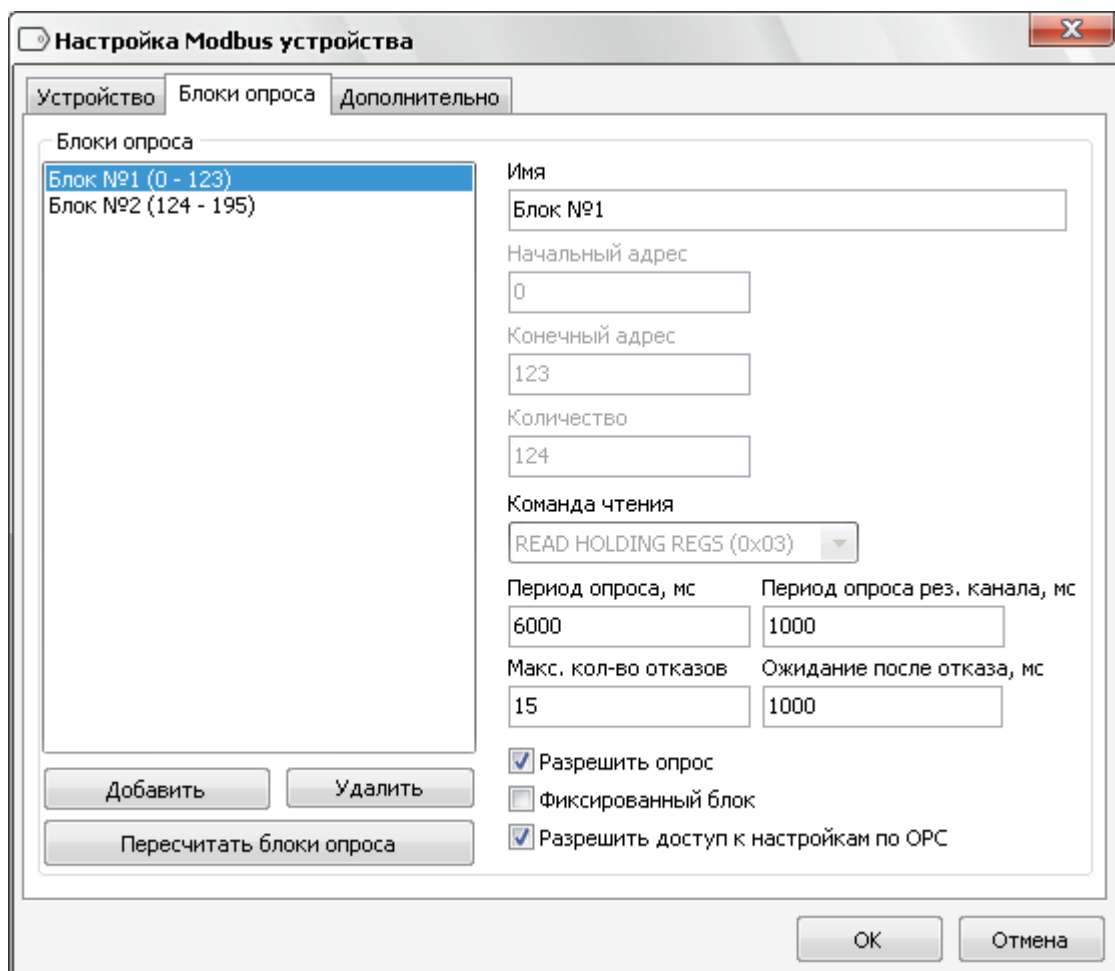 Настройка Modbus устройства
X
Устройство Блоки опроса Дополнительно
Блоки опроса
Блок №1 (0 - 123)
Блок №2 (124 - 195)
Добавить Удалить
Пересчитать блоки опроса
Имя
Блок №1
Начальный адрес
0
Конечный адрес
123
Количество
124
Команда чтения
READ HOLDING REGS (0x03)
Период опроса, мс Период опроса рез. канала, мс
6000 1000
Макс. кол-во отказов Ожидание после отказа, мс
15 1000
Разрешить опрос
Фиксированный блок
Разрешить доступ к настройкам по OPC
OK Отмена